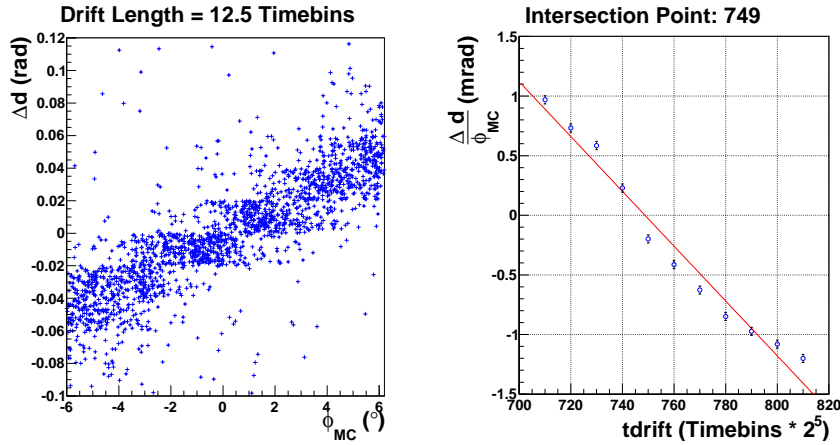 Drift Length = 12.5 Timebins
Δd (rad)
0.12
0.1
0.08
0.06
0.04
0.02
0
-0.02
-0.04
-0.06
-0.08
-0.1
-6 -4 -2 0 2 4 6
ϕMC (°)
Intersection Point: 749
Δ d
ϕMC (mrad)
1.5
1
0.5
0
-0.5
-1
-1.5
700 720 740 760 780 800 820
tdrift (Timebins * 2⁵)